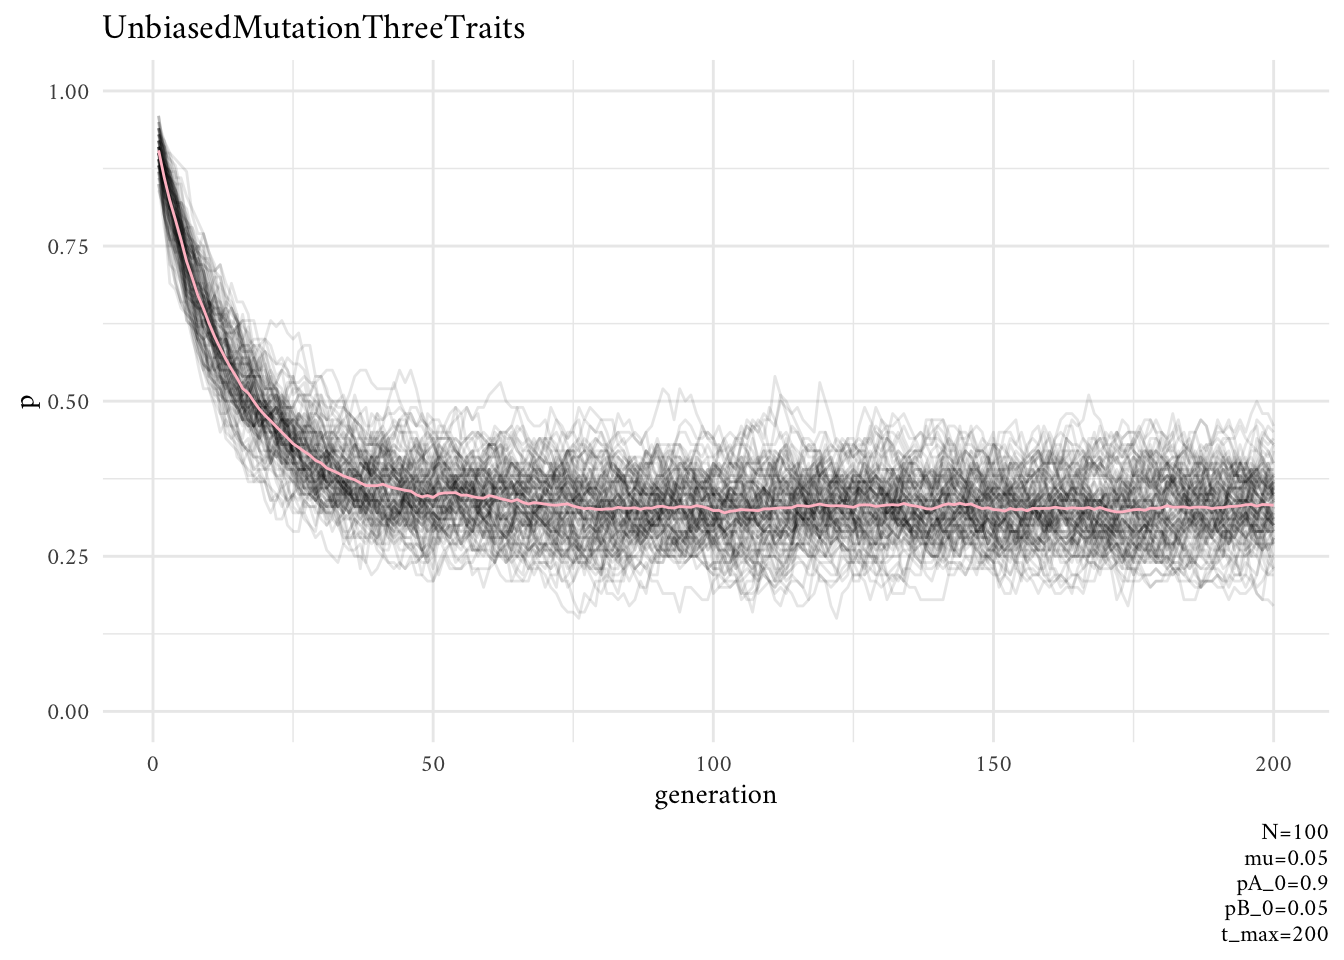 UnbiasedMutationThreeTraits
1.00
0.75
0.50
0.25
0.00
p
0 50 100 150 200
generation
N=100
mu=0.05
pA_0=0.9
pB_0=0.05
t_max=200